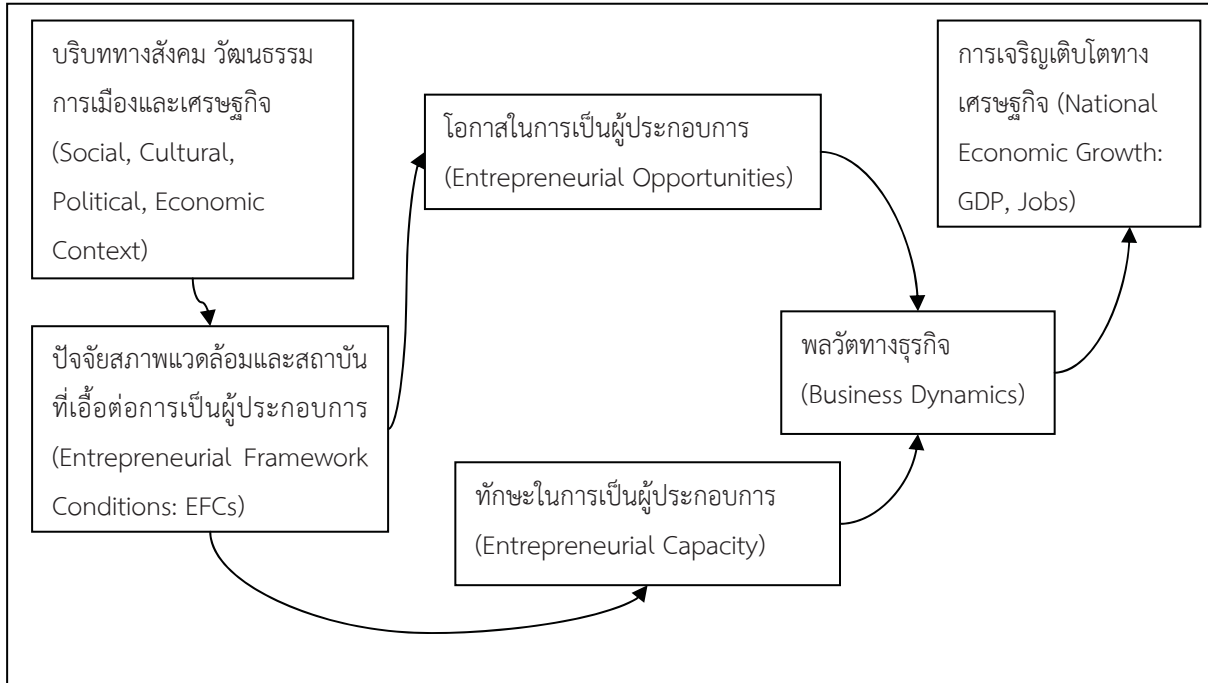 บริบททางสังคม วัฒนธรรม
การเมืองและเศรษฐกิจ
(Social, Cultural,
Political, Economic
Context)
ปัจจัยสภาพแวดล้อมและสถาบัน
ที่เอื้อต่อการเป็นผู้ประกอบการ
(Entrepreneurial Framework
Conditions: EFCs)
โอกาสในการเป็นผู้ประกอบการ
(Entrepreneurial Opportunities)
ทักษะในการเป็นผู้ประกอบการ
(Entrepreneurial Capacity)
พลวัตทางธุรกิจ
(Business Dynamics)
การเจริญเติบโตทาง
เศรษฐกิจ (National
Economic Growth:
GDP, Jobs)